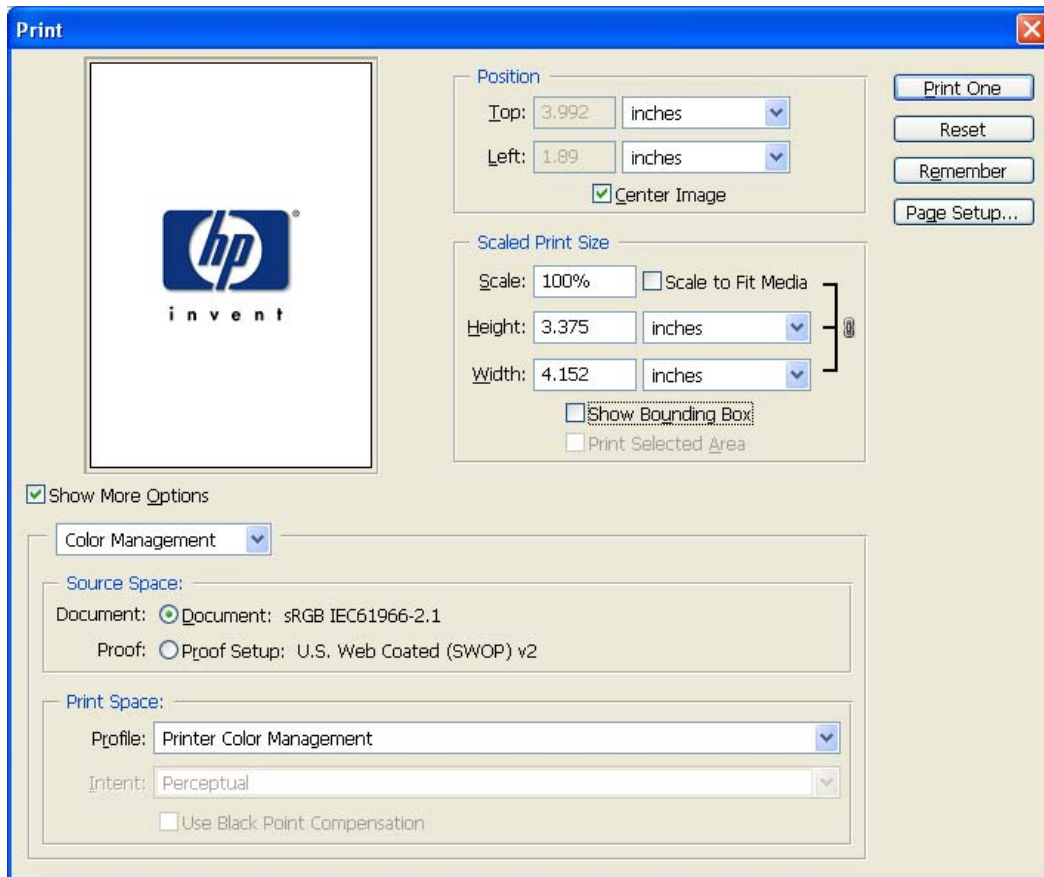 Print
hp®
invent
Position
Top: 3.992 inches
Left: 1.89 inches
Center Image
Scaled Print Size
Scale: 100% Scale to Fit Media
Height: 3.375 inches
Width: 4.152 inches
Show Bounding Box
Print Selected Area
Print One
Reset
Remember
Page Setup...
Show More Options
Color Management
Source Space:
Document: Document: sRGB IEC61966-2.1
Proof: Proof Setup: U.S. Web Coated (SWOP) v2
Print Space:
Profile: Printer Color Management
Intent: Perceptual
Use Black Point Compensation